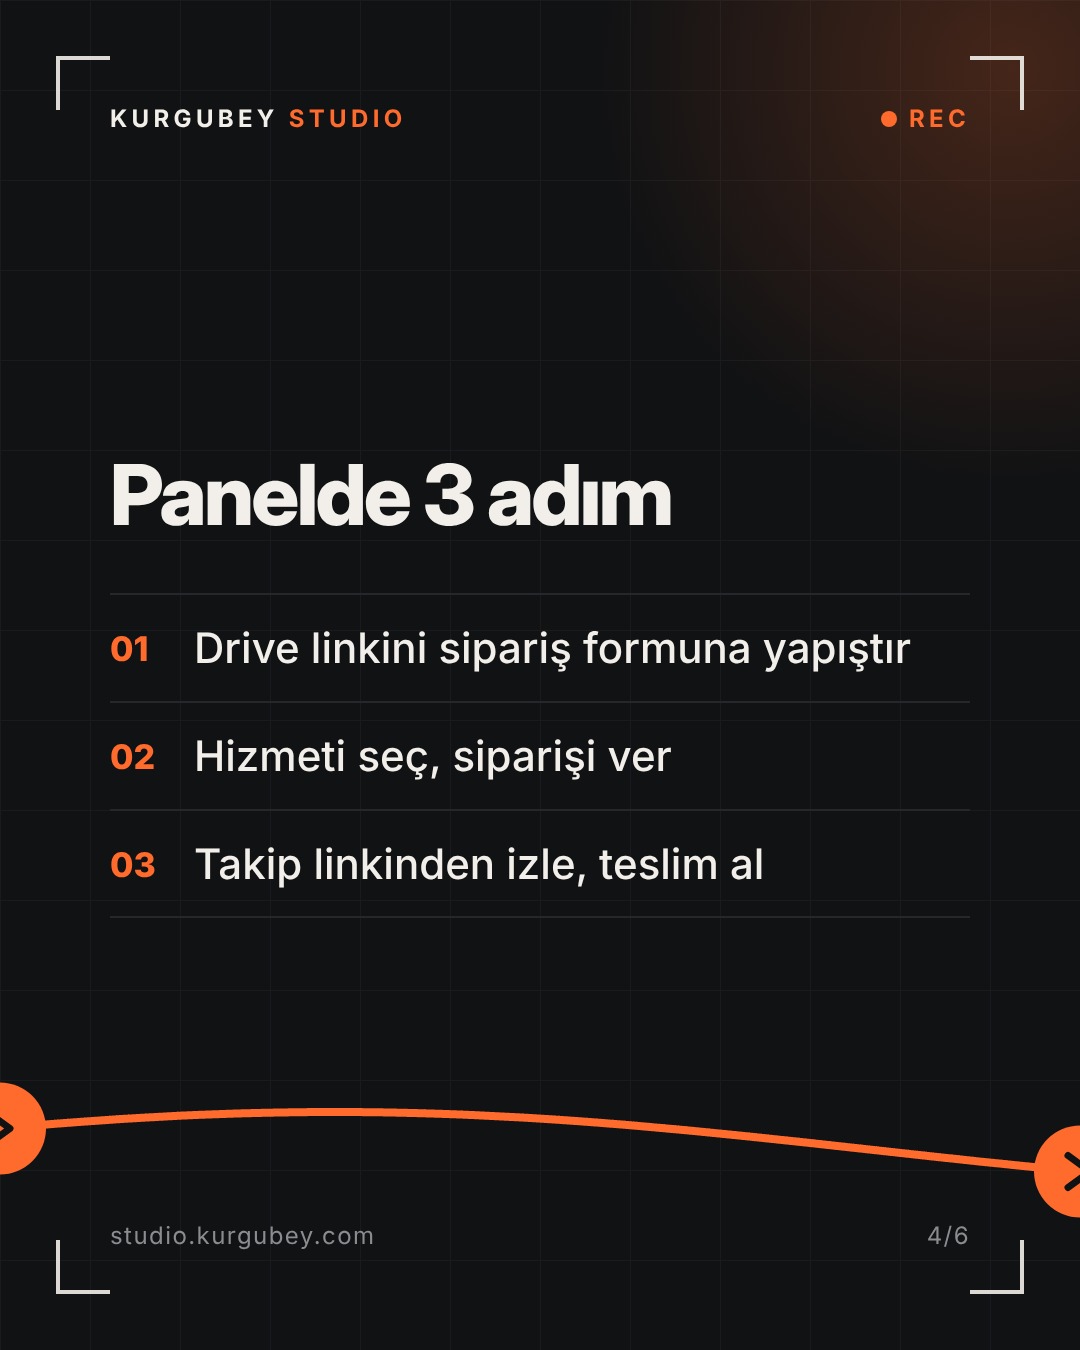 KURGUBEY STUDIO
REC
Panelde 3 adım
01 Drive linkini sipariş formuna yapıştır
02 Hizmeti seç, siparişi ver
03 Takip linkinden izle, teslim al
studio.kurgubey.com
4/6